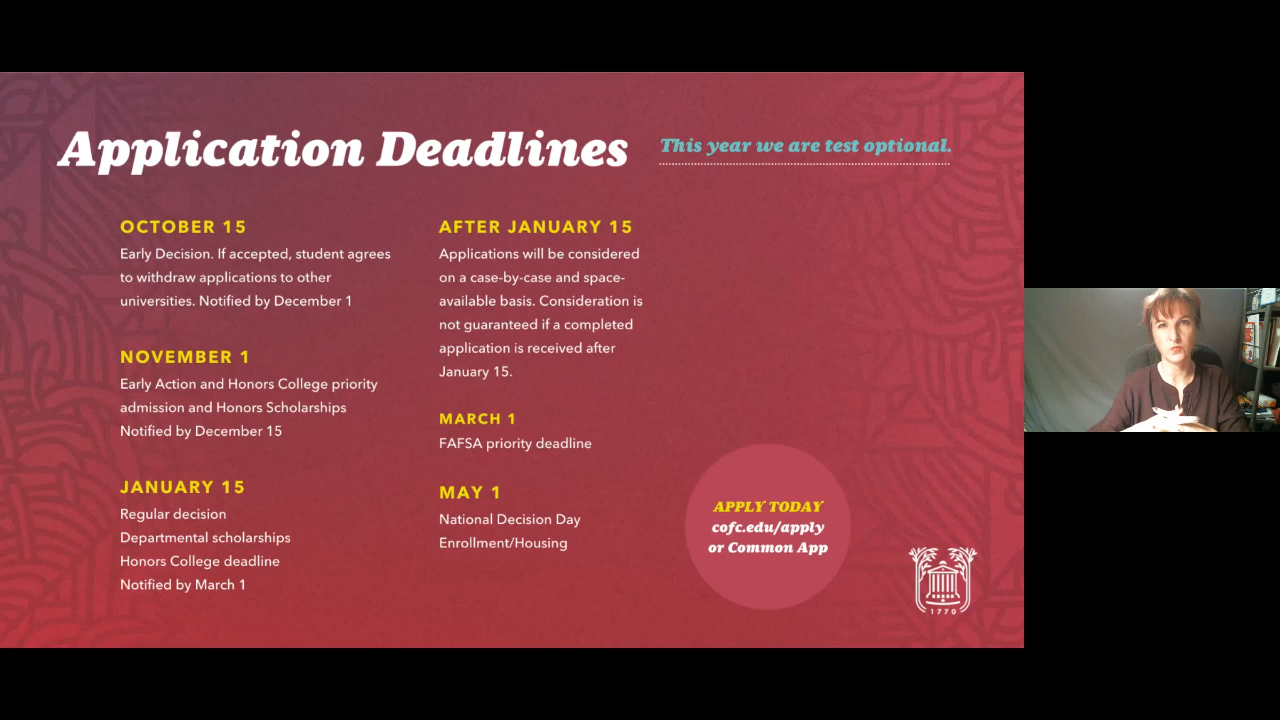 Application Deadlines
This year we are test optional.
OCTOBER 15
Early Decision. If accepted, student agrees
to withdraw applications to other
universities. Notified by December 1
NOVEMBER 1
Early Action and Honors College priority
admission and Honors Scholarships
Notified by December 15
JANUARY 15
Regular decision
Departmental scholarships
Honors College deadline
Notified by March 1
AFTER JANUARY 15
Applications will be considered
on a case-by-case and space-
available basis. Consideration is
not guaranteed if a completed
application is received after
January 15.
MARCH 1
FAFSA priority deadline
MAY 1
National Decision Day
Enrollment/Housing
APPLY TODAY
cofc.edu/apply
or Common App
1770